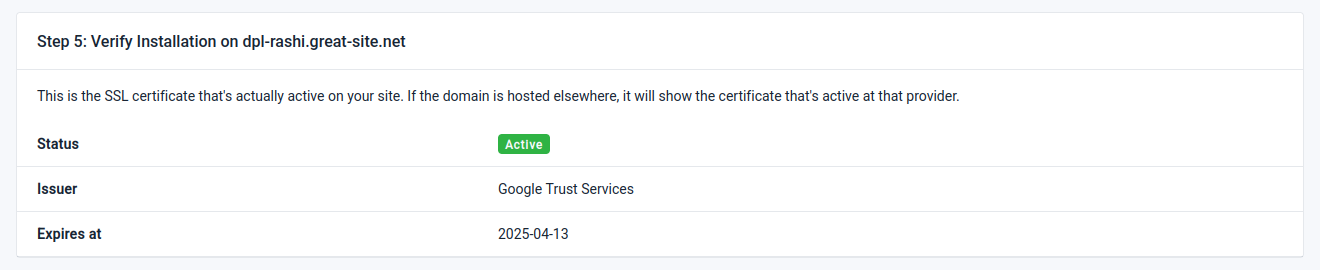 Step 5: Verify Installation on dpl-rashi.great-site.net
This is the SSL certificate that's actually active on your site. If the domain is hosted elsewhere, it will show the certificate that's active at that provider.
Status Active
Issuer Google Trust Services
Expires at 2025-04-13